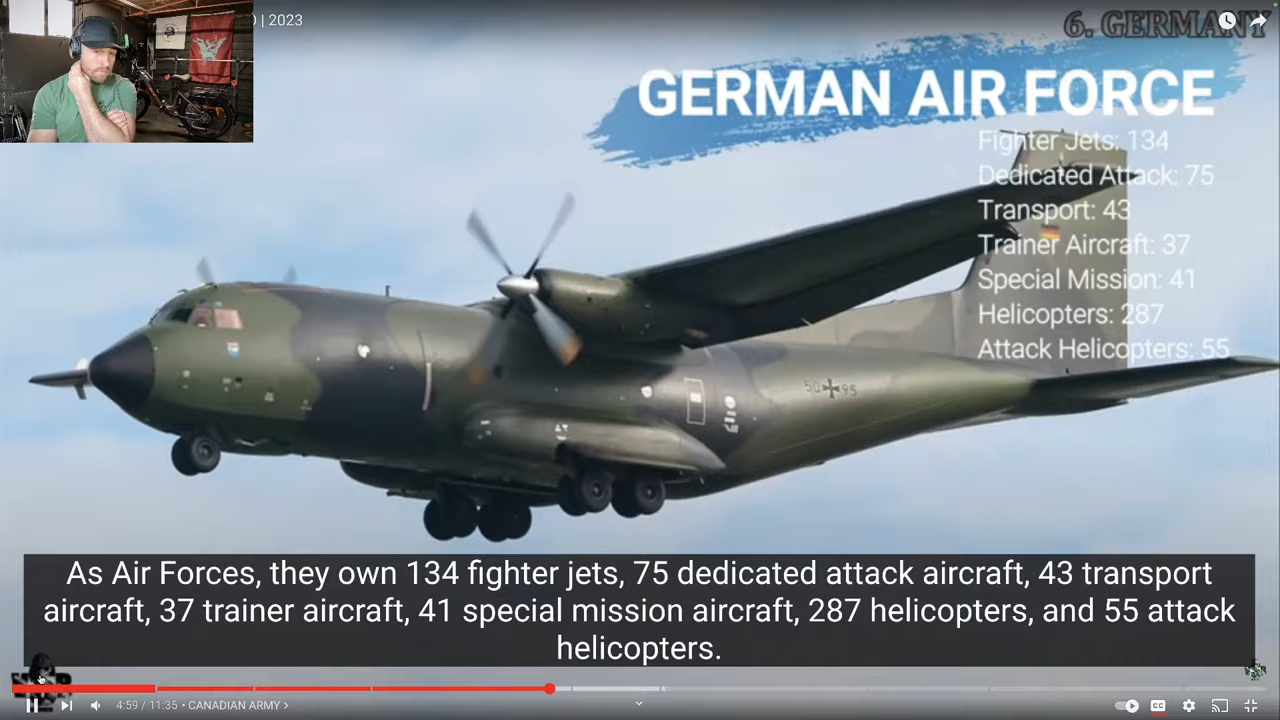 ) | 2023
6. GERMANY
GERMAN AIR FORCE
Fighter Jets: 134
Dedicated Attack: 75
Transport: 43
Trainer Aircraft: 37
Special Mission: 41
Helicopters: 287
Attack Helicopters: 55
50 95
As Air Forces, they own 134 fighter jets, 75 dedicated attack aircraft, 43 transport
aircraft, 37 trainer aircraft, 41 special mission aircraft, 287 helicopters, and 55 attack
helicopters.
4:59 / 11:35 • CANADIAN ARMY >
CC